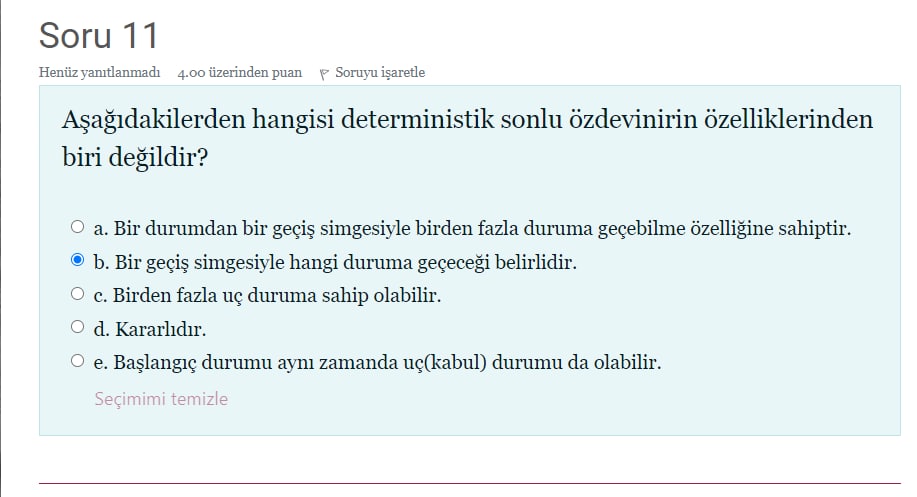 Soru 11
Henüz yanıtlanmadı 4.00 üzerinden puan Soruyu işaretle
Aşağıdakilerden hangisi deterministik sonlu özdevinirin özelliklerinden
biri değildir?
a. Bir durumdan bir geçiş simgesiyle birden fazla duruma geçebilme özelliğine sahiptir.
b. Bir geçiş simgesiyle hangi duruma geçeceği belirlidir.
c. Birden fazla uç duruma sahip olabilir.
d. Kararlıdır.
e. Başlangıç durumu aynı zamanda uç(kabul) durumu da olabilir.
Seçimimi temizle